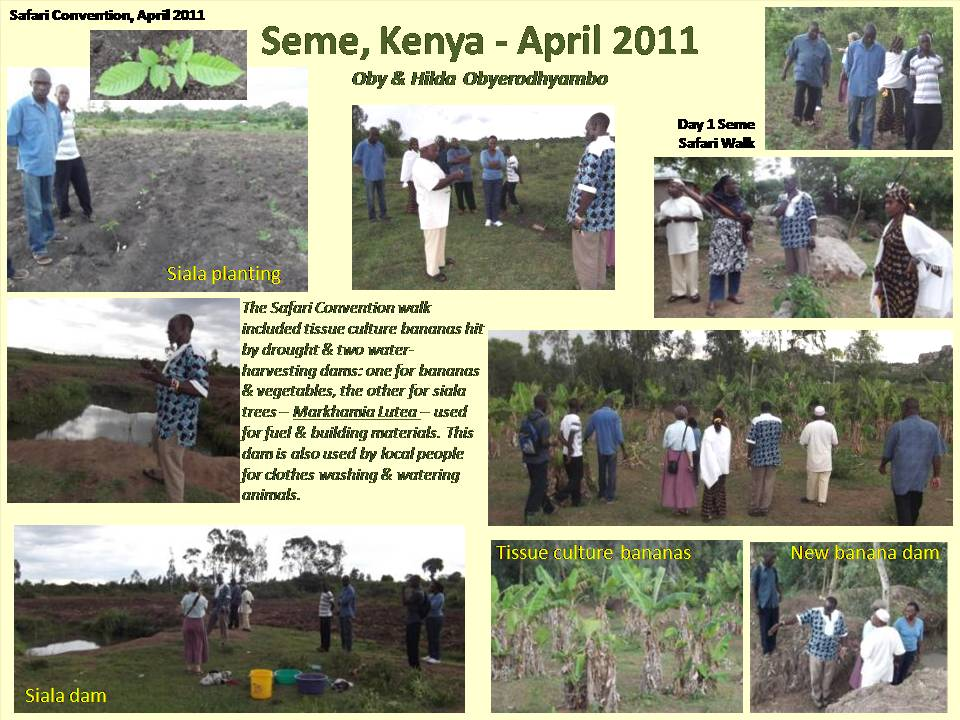 Safari Convention, April 2011
Seme, Kenya - April 2011
Oby & Hilda Obyerodhyambo
Day 1 Seme
Safari Walk
Siala planting
The Safari Convention walk
included tissue culture bananas hit
by drought & two water-
harvesting dams: one for bananas
& vegetables, the other for siala
trees – Markhamia Lutea – used
for fuel & building materials. This
dam is also used by local people
for clothes washing & watering
animals.
Tissue culture bananas
New banana dam
Siala dam